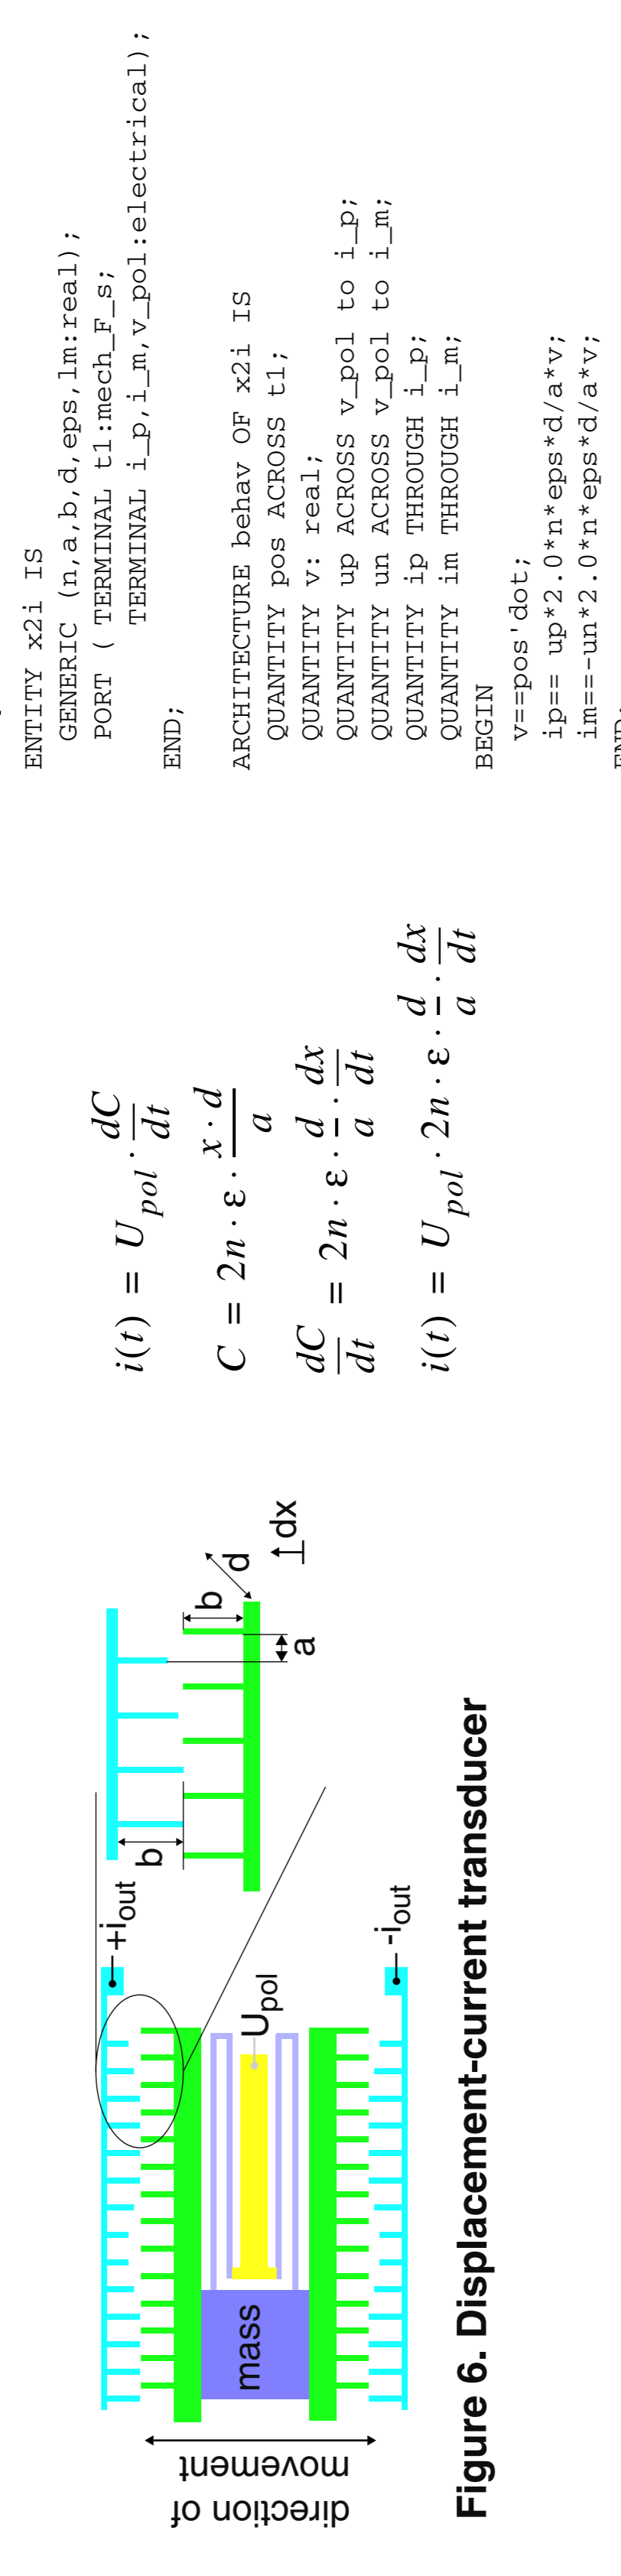 direction of
movement
mass
U_pol
+i_out
-i_out
b
b
d
a
dx
Figure 6. Displacement-current transducer
i(t) = U_pol · dC/dt
C = 2n · ε · (x · d)/a
dC/dt = 2n · ε · d/a · dx/dt
i(t) = U_pol · 2n · ε · d/a · dx/dt
ENTITY x2i IS
GENERIC (n,a,b,d,eps,lm:real);
PORT ( TERMINAL t1:mech_F_s;
TERMINAL i_p,i_m,v_pol:electrical);
END;
ARCHITECTURE behav OF x2i IS
QUANTITY pos ACROSS t1;
QUANTITY v: real;
QUANTITY up ACROSS v_pol to i_p;
QUANTITY un ACROSS v_pol to i_m;
QUANTITY ip THROUGH i_p;
QUANTITY im THROUGH i_m;
BEGIN
v==pos'dot;
ip== up*2.0*n*eps*d/a*v;
im==-un*2.0*n*eps*d/a*v;